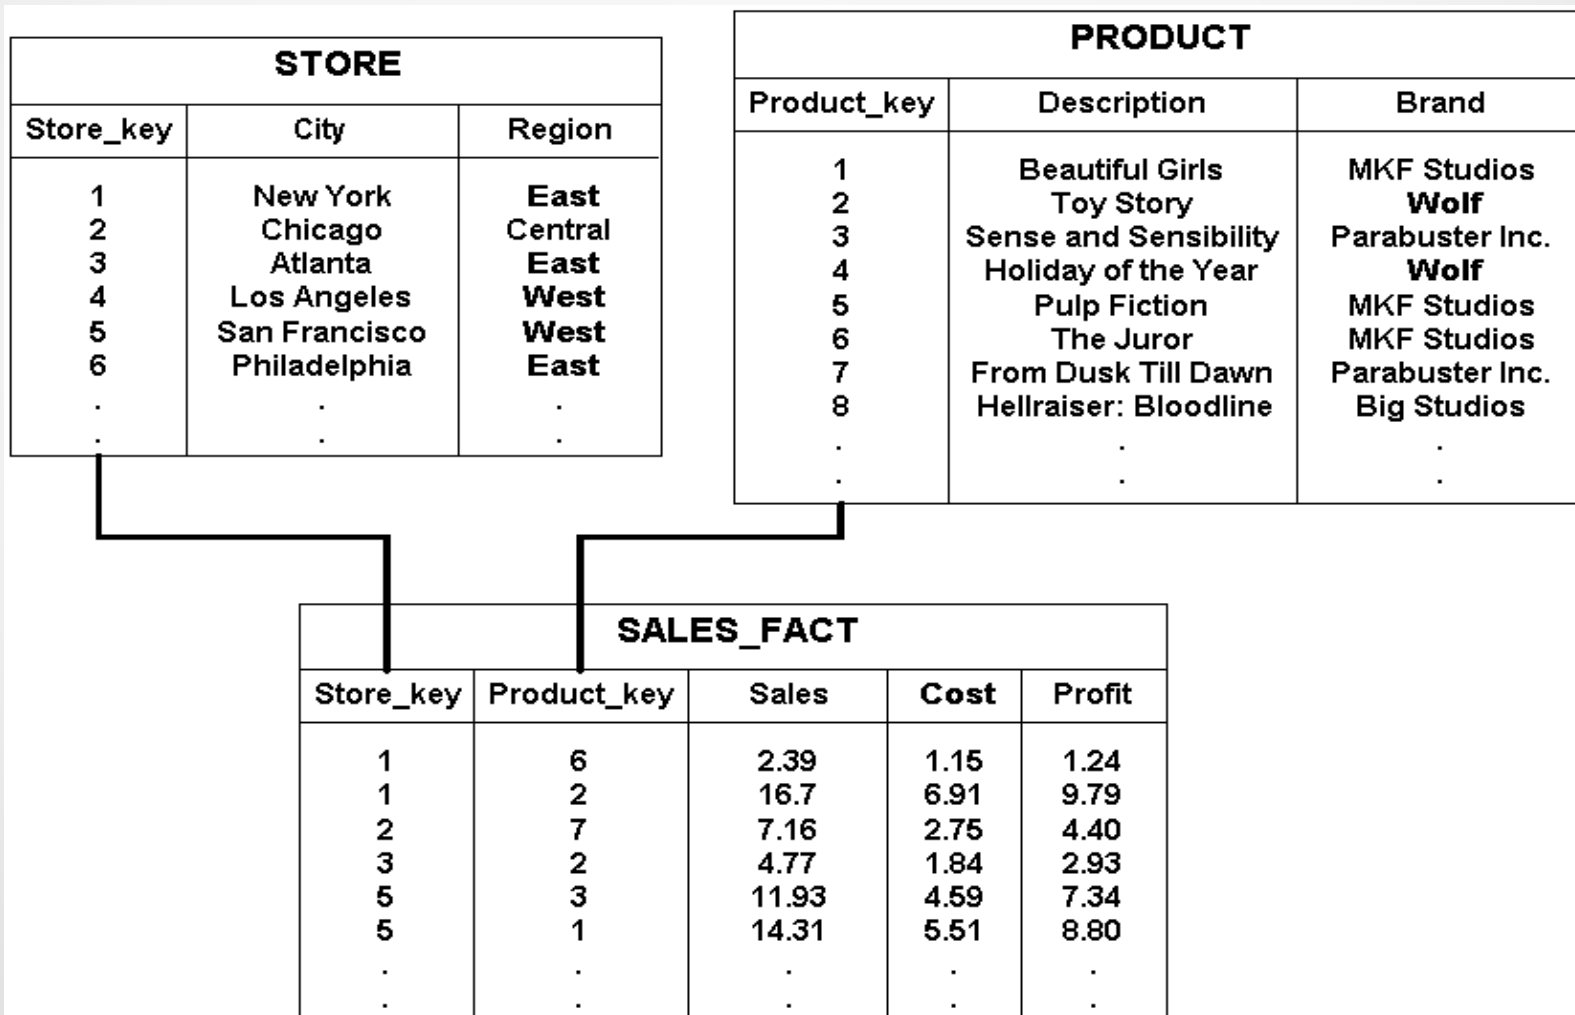 STORE
Store_key City Region
1 New York East
2 Chicago Central
3 Atlanta East
4 Los Angeles West
5 San Francisco West
6 Philadelphia East
. . .
. . .
PRODUCT
Product_key Description Brand
1 Beautiful Girls MKF Studios
2 Toy Story Wolf
3 Sense and Sensibility Parabuster Inc.
4 Holiday of the Year Wolf
5 Pulp Fiction MKF Studios
6 The Juror MKF Studios
7 From Dusk Till Dawn Parabuster Inc.
8 Hellraiser: Bloodline Big Studios
. . .
. . .
SALES_FACT
Store_key Product_key Sales Cost Profit
1 6 2.39 1.15 1.24
1 2 16.7 6.91 9.79
2 7 7.16 2.75 4.40
3 2 4.77 1.84 2.93
5 3 11.93 4.59 7.34
5 1 14.31 5.51 8.80
. . . . .
. . . . .